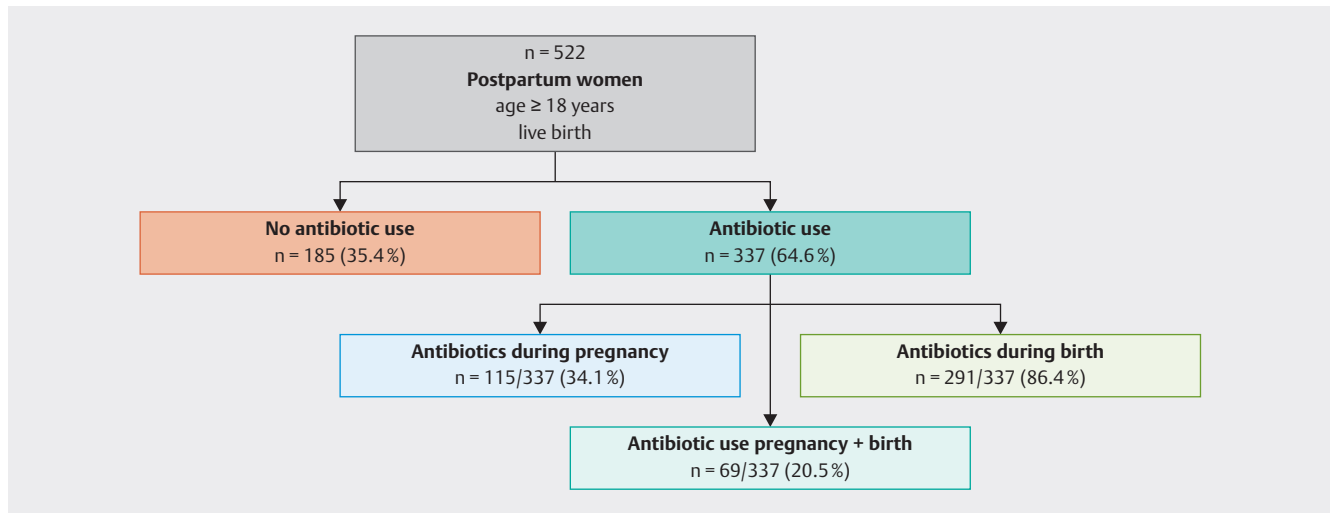 n = 522
Postpartum women
age ≥ 18 years
live birth
No antibiotic use
n = 185 (35.4 %)
Antibiotic use
n = 337 (64.6 %)
Antibiotics during pregnancy
n = 115/337 (34.1 %)
Antibiotics during birth
n = 291/337 (86.4 %)
Antibiotic use pregnancy + birth
n = 69/337 (20.5 %)